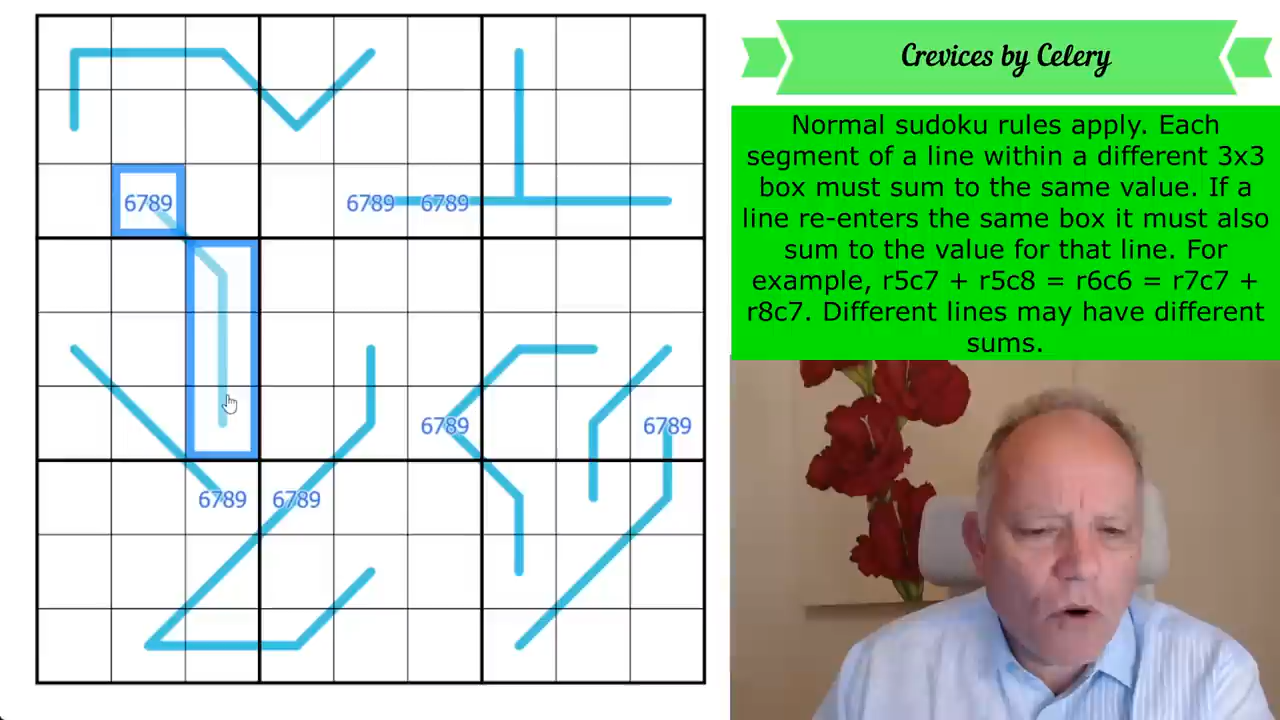 Crevices by Celery
Normal sudoku rules apply. Each
segment of a line within a different 3x3
box must sum to the same value. If a
line re-enters the same box it must also
sum to the value for that line. For
example, r5c7 + r5c8 = r6c6 = r7c7 +
r8c7. Different lines may have different
sums.
6789 6789 6789
6789 6789
6789 6789